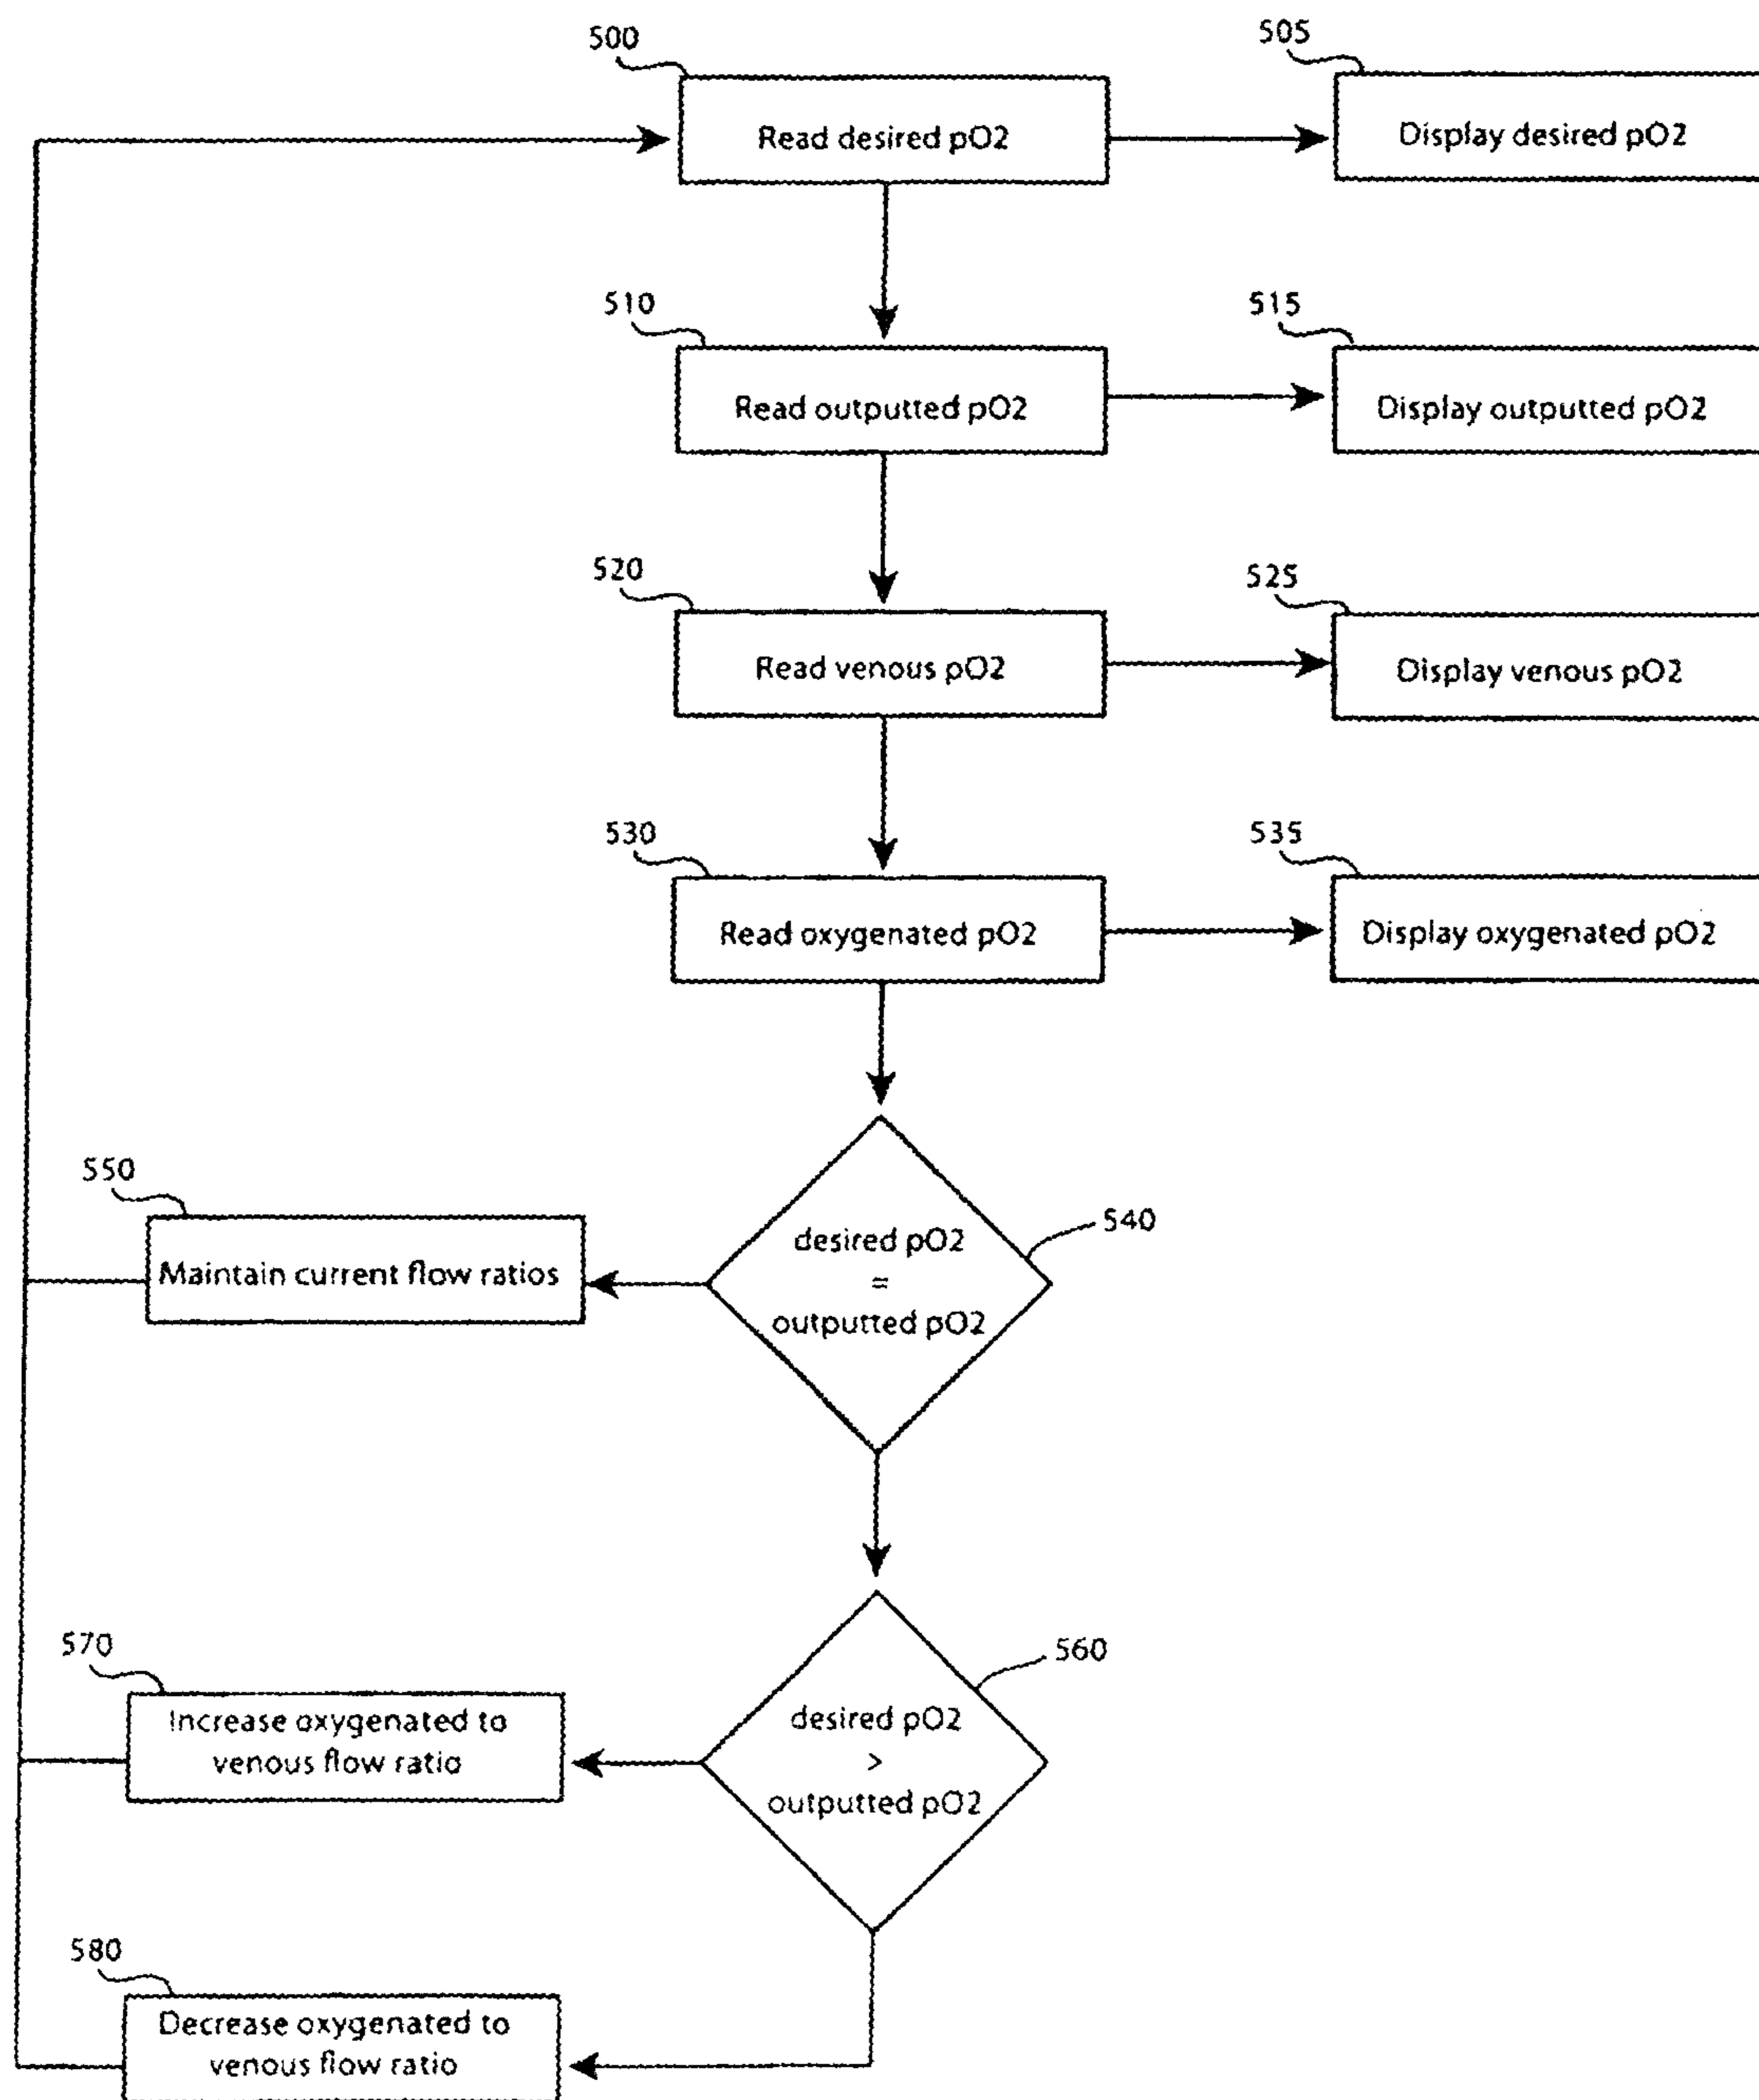 500
505
Read desired pO2
Display desired pO2
510
515
Read outputted pO2
Display outputted pO2
520
525
Read venous pO2
Display venous pO2
530
535
Read oxygenated pO2
Display oxygenated pO2
550
540
Maintain current flow ratios
desired pO2
=
outputted pO2
570
560
Increase oxygenated to
venous flow ratio
desired pO2
>
outputted pO2
580
Decrease oxygenated to
venous flow ratio